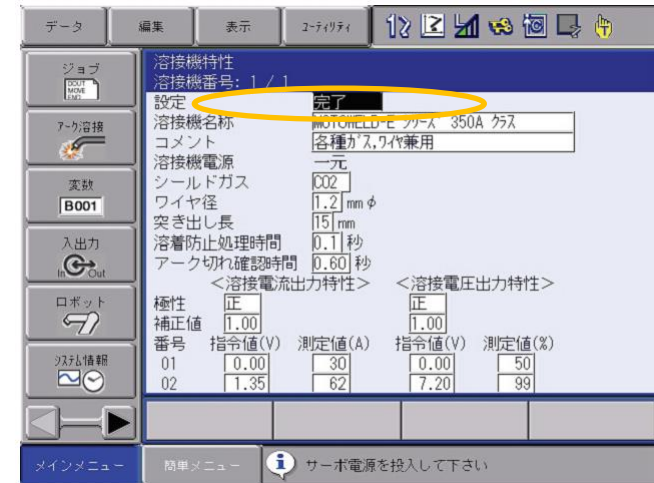 データ 編集 表示 ユーティリティ
ジョブ
DOUT
MOVE
END
アーク溶接
変数
B001
入出力
In Out
ロボット
システム情報
溶接機特性
溶接機番号: 1 / 1
設定 完了
溶接機名称 MOTOWELD-E シリーズ 350A クラス
コメント 各種ガス,ワイヤ兼用
溶接機電源 一元
シールドガス CO2
ワイヤ径 1.2 mmφ
突き出し長 15 mm
溶着防止処理時間 0.1 秒
アーク切れ確認時間 0.60 秒
<溶接電流出力特性> <溶接電圧出力特性>
極性 正 正
補正値 1.00 1.00
番号 指令値(V) 測定値(A) 指令値(V) 測定値(%)
01 0.00 30 0.00 50
02 1.35 62 7.20 99
メインメニュー 簡単メニュー サーボ電源を投入して下さい